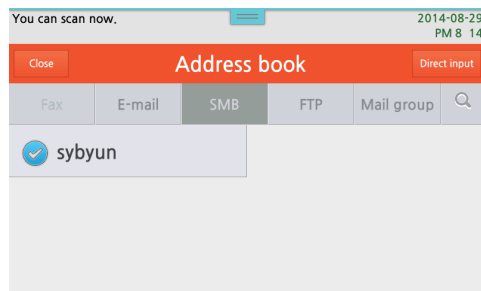 You can scan now.
2014-08-29
PM 8 14
Close
Address book
Direct input
Fax
E-mail
SMB
FTP
Mail group
sybyun